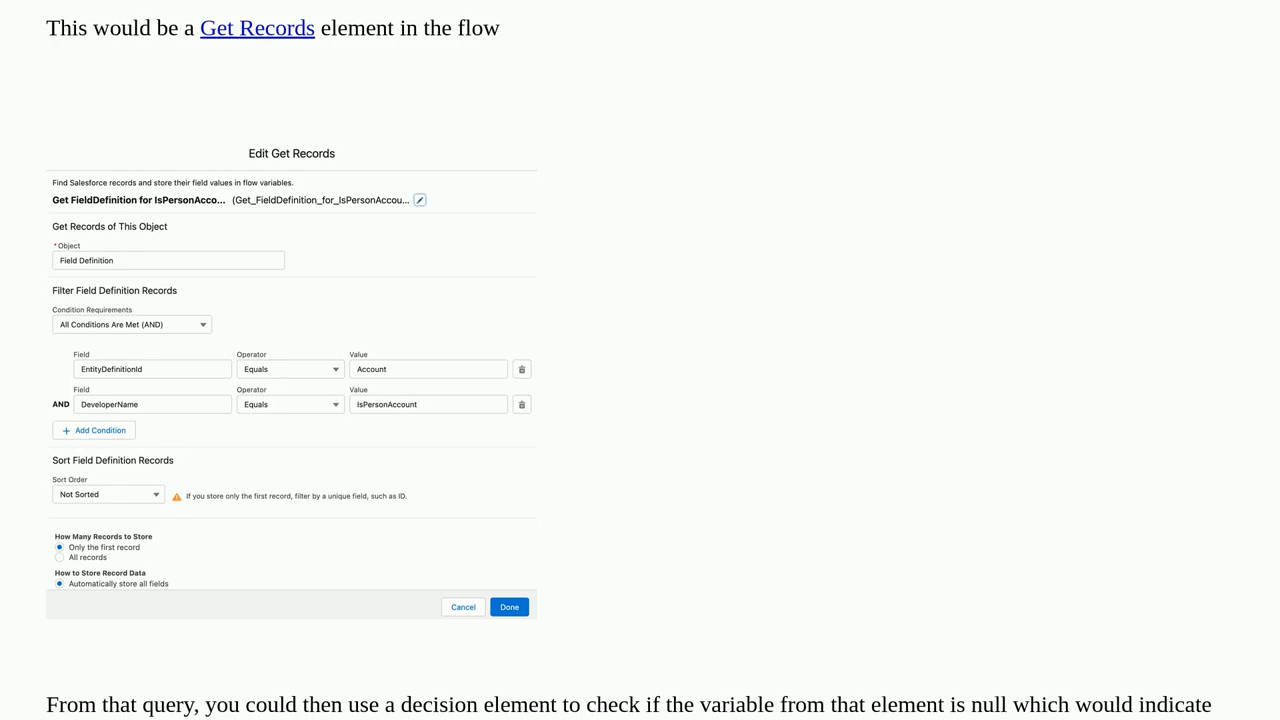 This would be a Get Records element in the flow
Edit Get Records
Find Salesforce records and store their field values in flow variables.
Get FieldDefinition for IsPersonAcco... (Get_FieldDefinition_for_IsPersonAccou...
Get Records of This Object
* Object
Field Definition
Filter Field Definition Records
Condition Requirements
All Conditions Are Met (AND)
Field Operator Value
EntityDefinitionId Equals Account
Field Operator Value
AND DeveloperName Equals IsPersonAccount
+ Add Condition
Sort Field Definition Records
Sort Order
Not Sorted If you store only the first record, filter by a unique field, such as ID.
How Many Records to Store
Only the first record
All records
How to Store Record Data
Automatically store all fields
Cancel Done
From that query, you could then use a decision element to check if the variable from that element is null which would indicate